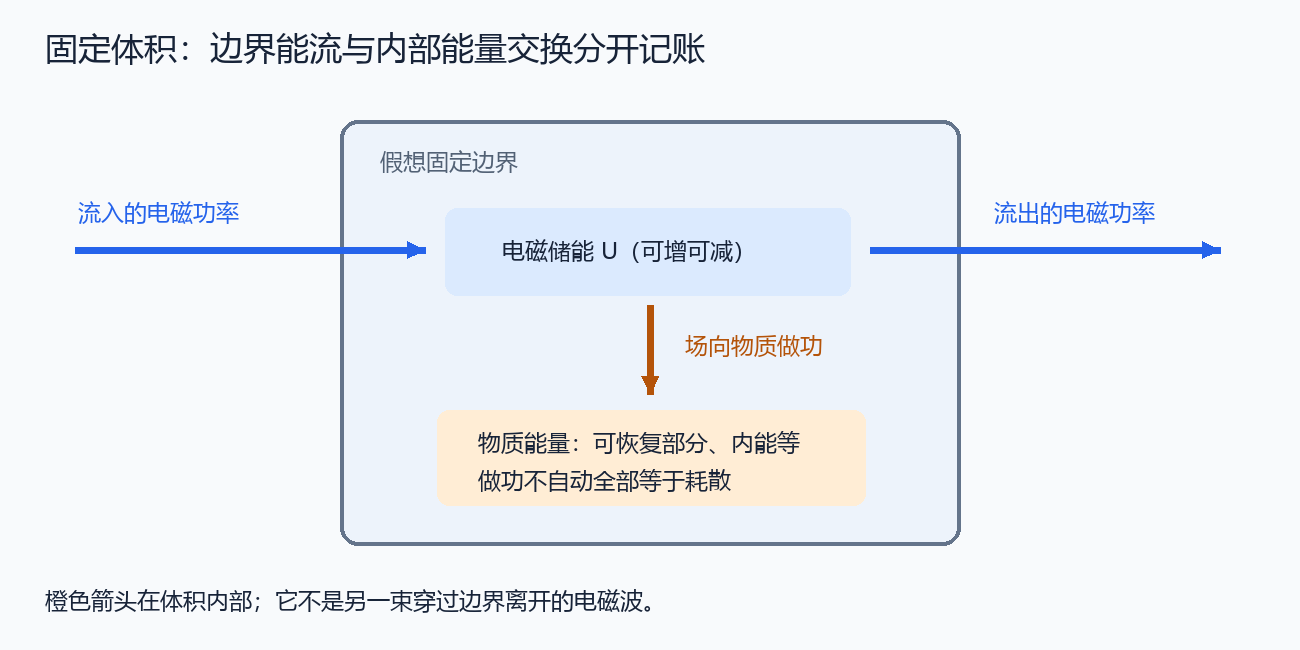 固定体积：边界能流与内部能量交换分开记账
假想固定边界
流入的电磁功率
流出的电磁功率
电磁储能 U（可增可减）
场向物质做功
物质能量：可恢复部分、内能等
做功不自动全部等于耗散
橙色箭头在体积内部；它不是另一束穿过边界离开的电磁波。